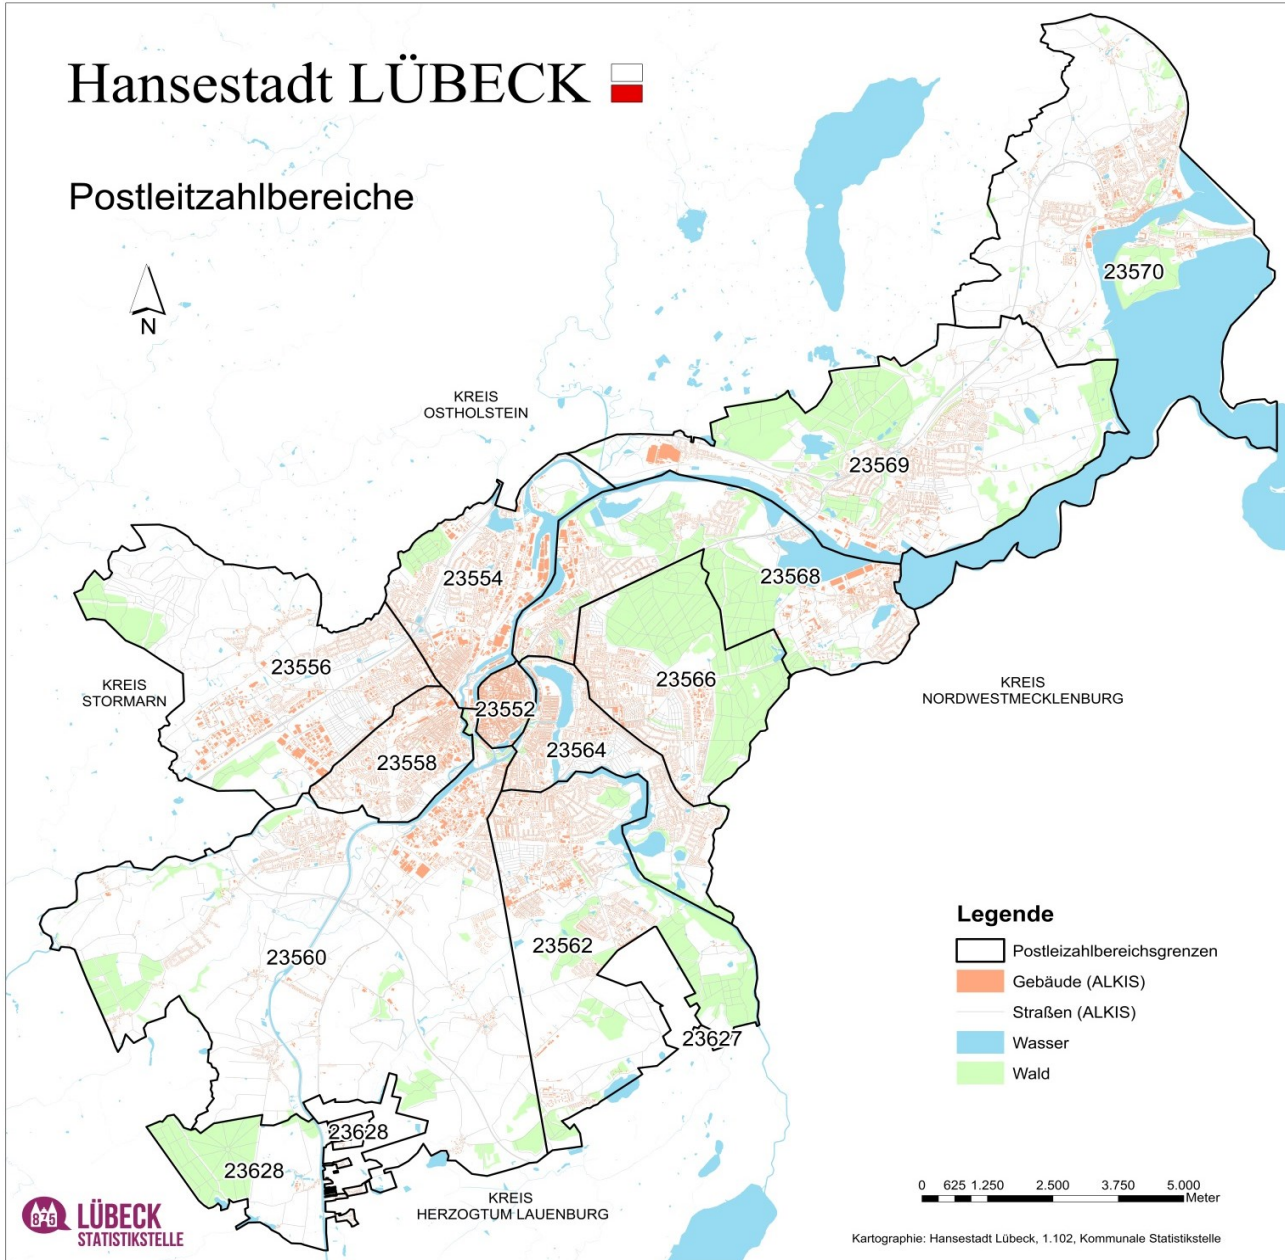 Hansestadt LÜBECK
Postleitzahlbereiche
N
23570
KREIS
OSTHOLSTEIN
23569
23554
23568
23556
23566
KREIS
STORMARN
KREIS
NORDWESTMECKLENBURG
23552
23564
23558
Legende
Postleizahlbereichsgrenzen
Gebäude (ALKIS)
Straßen (ALKIS)
Wasser
Wald
23562
23560
23627
23628
23628
KREIS
HERZOGTUM LAUENBURG
0 625 1.250 2.500 3.750 5.000
Meter
875
LÜBECK
STATISTIKSTELLE
Kartographie: Hansestadt Lübeck, 1.102, Kommunale Statistikstelle